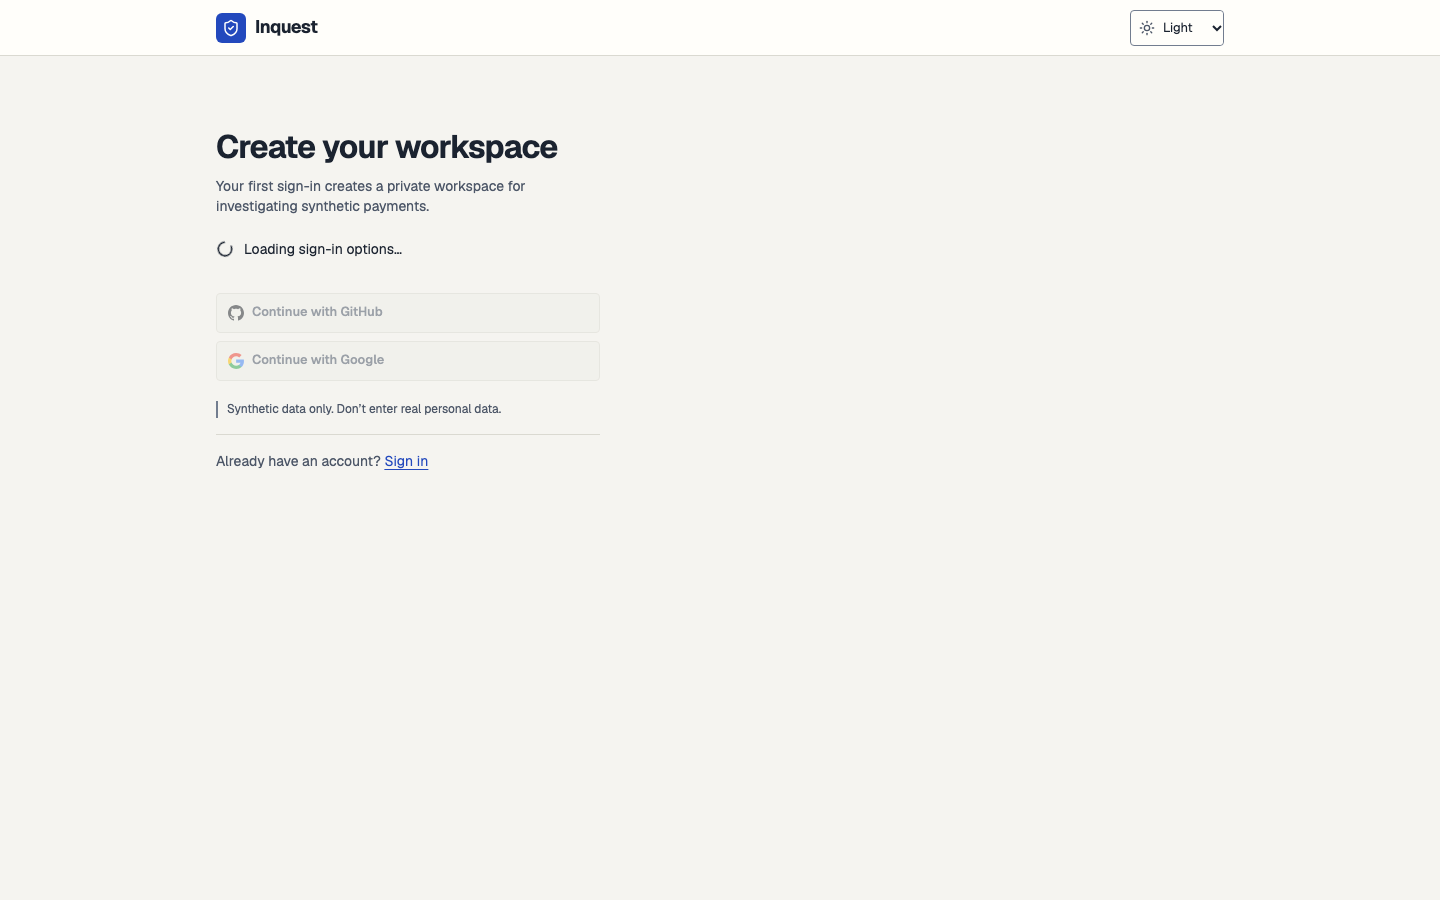 Inquest
Light
Create your workspace
Your first sign-in creates a private workspace for
investigating synthetic payments.
Loading sign-in options…
Continue with GitHub
Continue with Google
Synthetic data only. Don’t enter real personal data.
Already have an account? Sign in